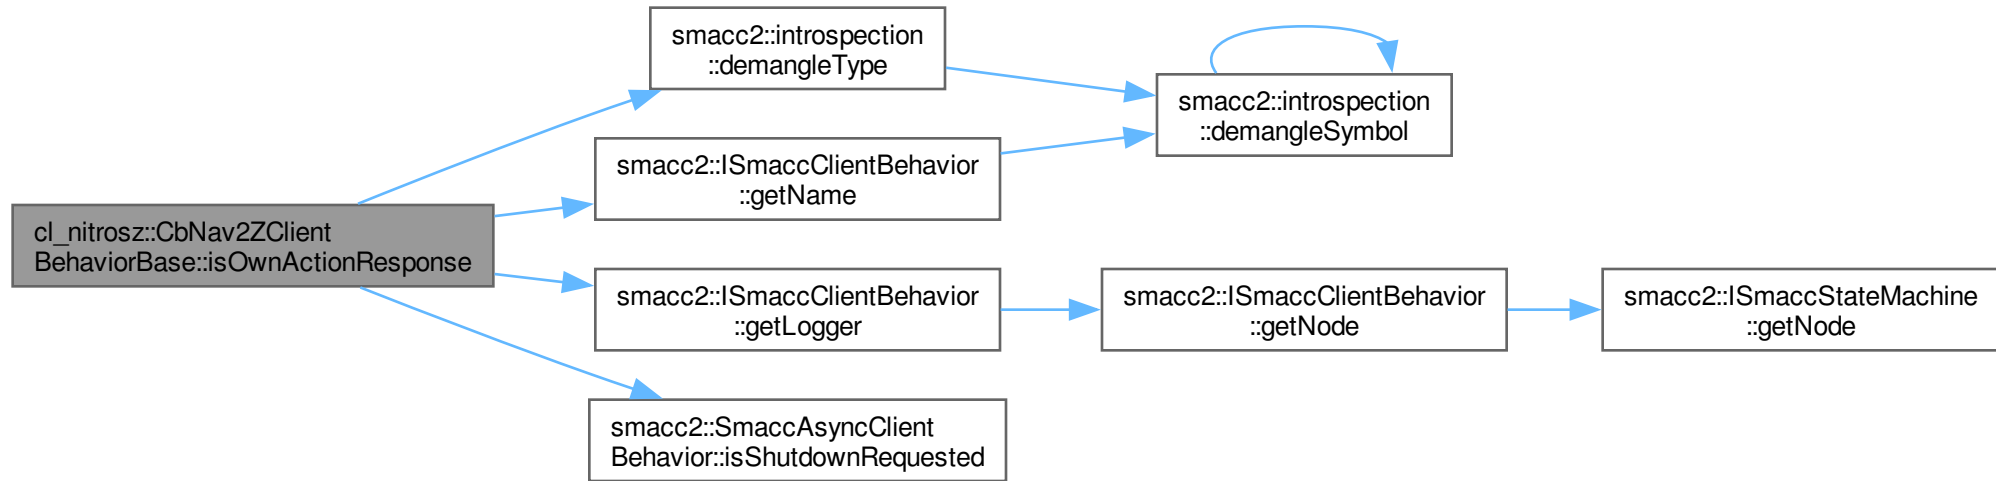 smacc2::introspection
::demangleType
smacc2::introspection
::demangleSymbol
smacc2::ISmaccClientBehavior
::getName
cl_nitrosz::CbNav2ZClient
BehaviorBase::isOwnActionResponse
smacc2::ISmaccClientBehavior
::getLogger
smacc2::ISmaccClientBehavior
::getNode
smacc2::ISmaccStateMachine
::getNode
smacc2::SmaccAsyncClient
Behavior::isShutdownRequested